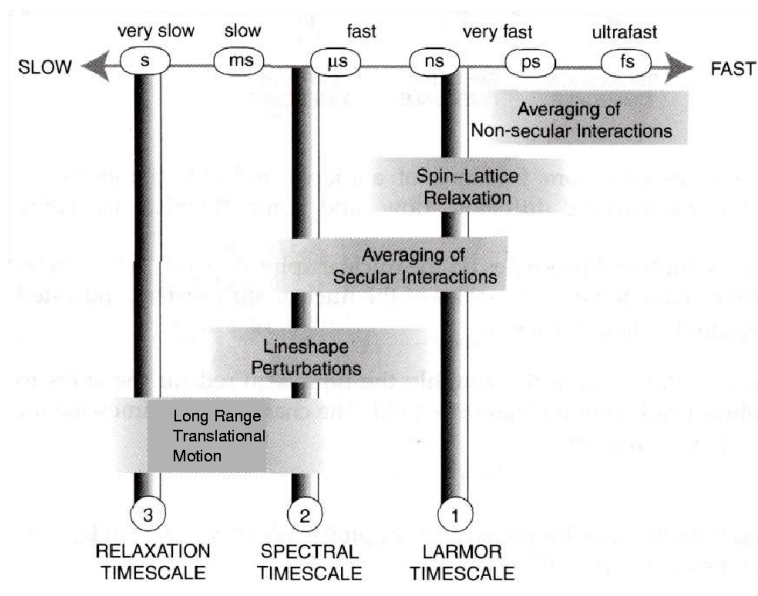 very slow slow fast very fast ultrafast
SLOW s ms μs ns ps fs FAST
Averaging of
Non-secular Interactions
Spin–Lattice
Relaxation
Averaging of
Secular Interactions
Lineshape
Perturbations
Long Range
Translational
Motion
3 2 1
RELAXATION SPECTRAL LARMOR
TIMESCALE TIMESCALE TIMESCALE